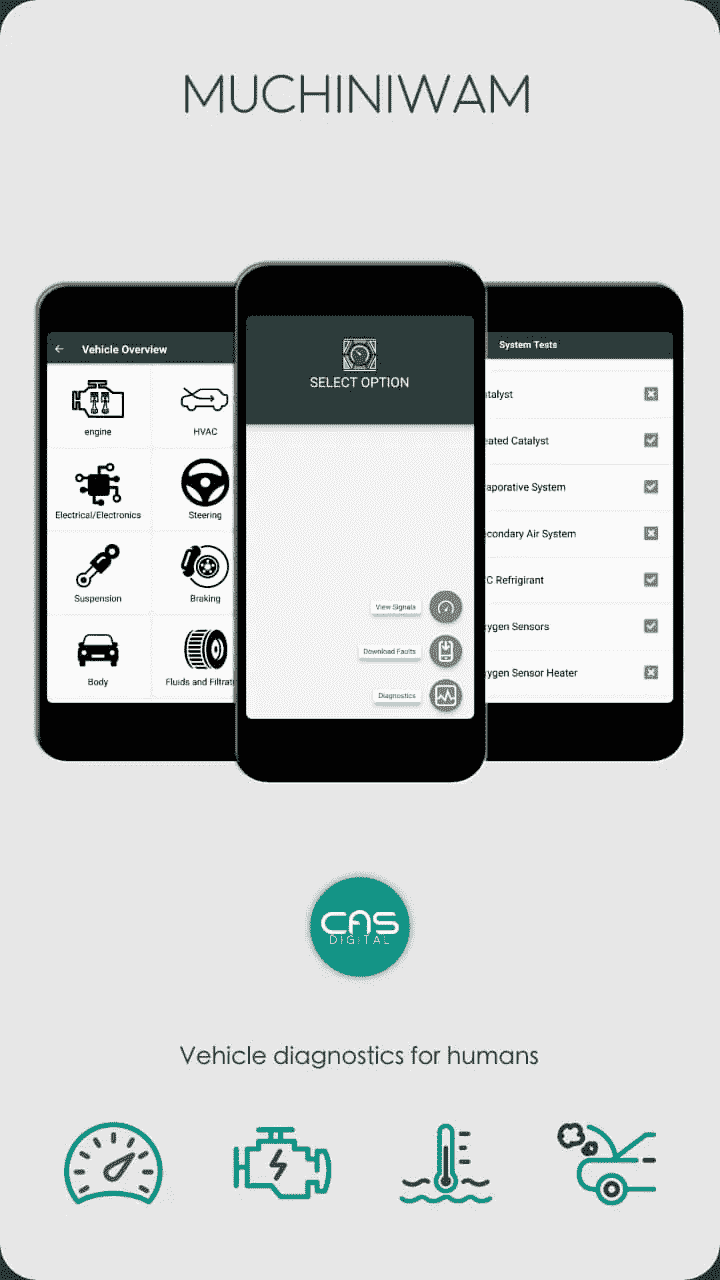 MUCHINIWAM
Vehicle Overview
engine
HVAC
Electrical/Electronics
Steering
Suspension
Braking
Body
Fluids and Filtrat
SELECT OPTION
View Signals
Download Faults
Diagnostics
System Tests
talyst
eated Catalyst
aporative System
econdary Air System
C Refrigirant
ygen Sensors
ygen Sensor Heater
CAS
DIGITAL
Vehicle diagnostics for humans